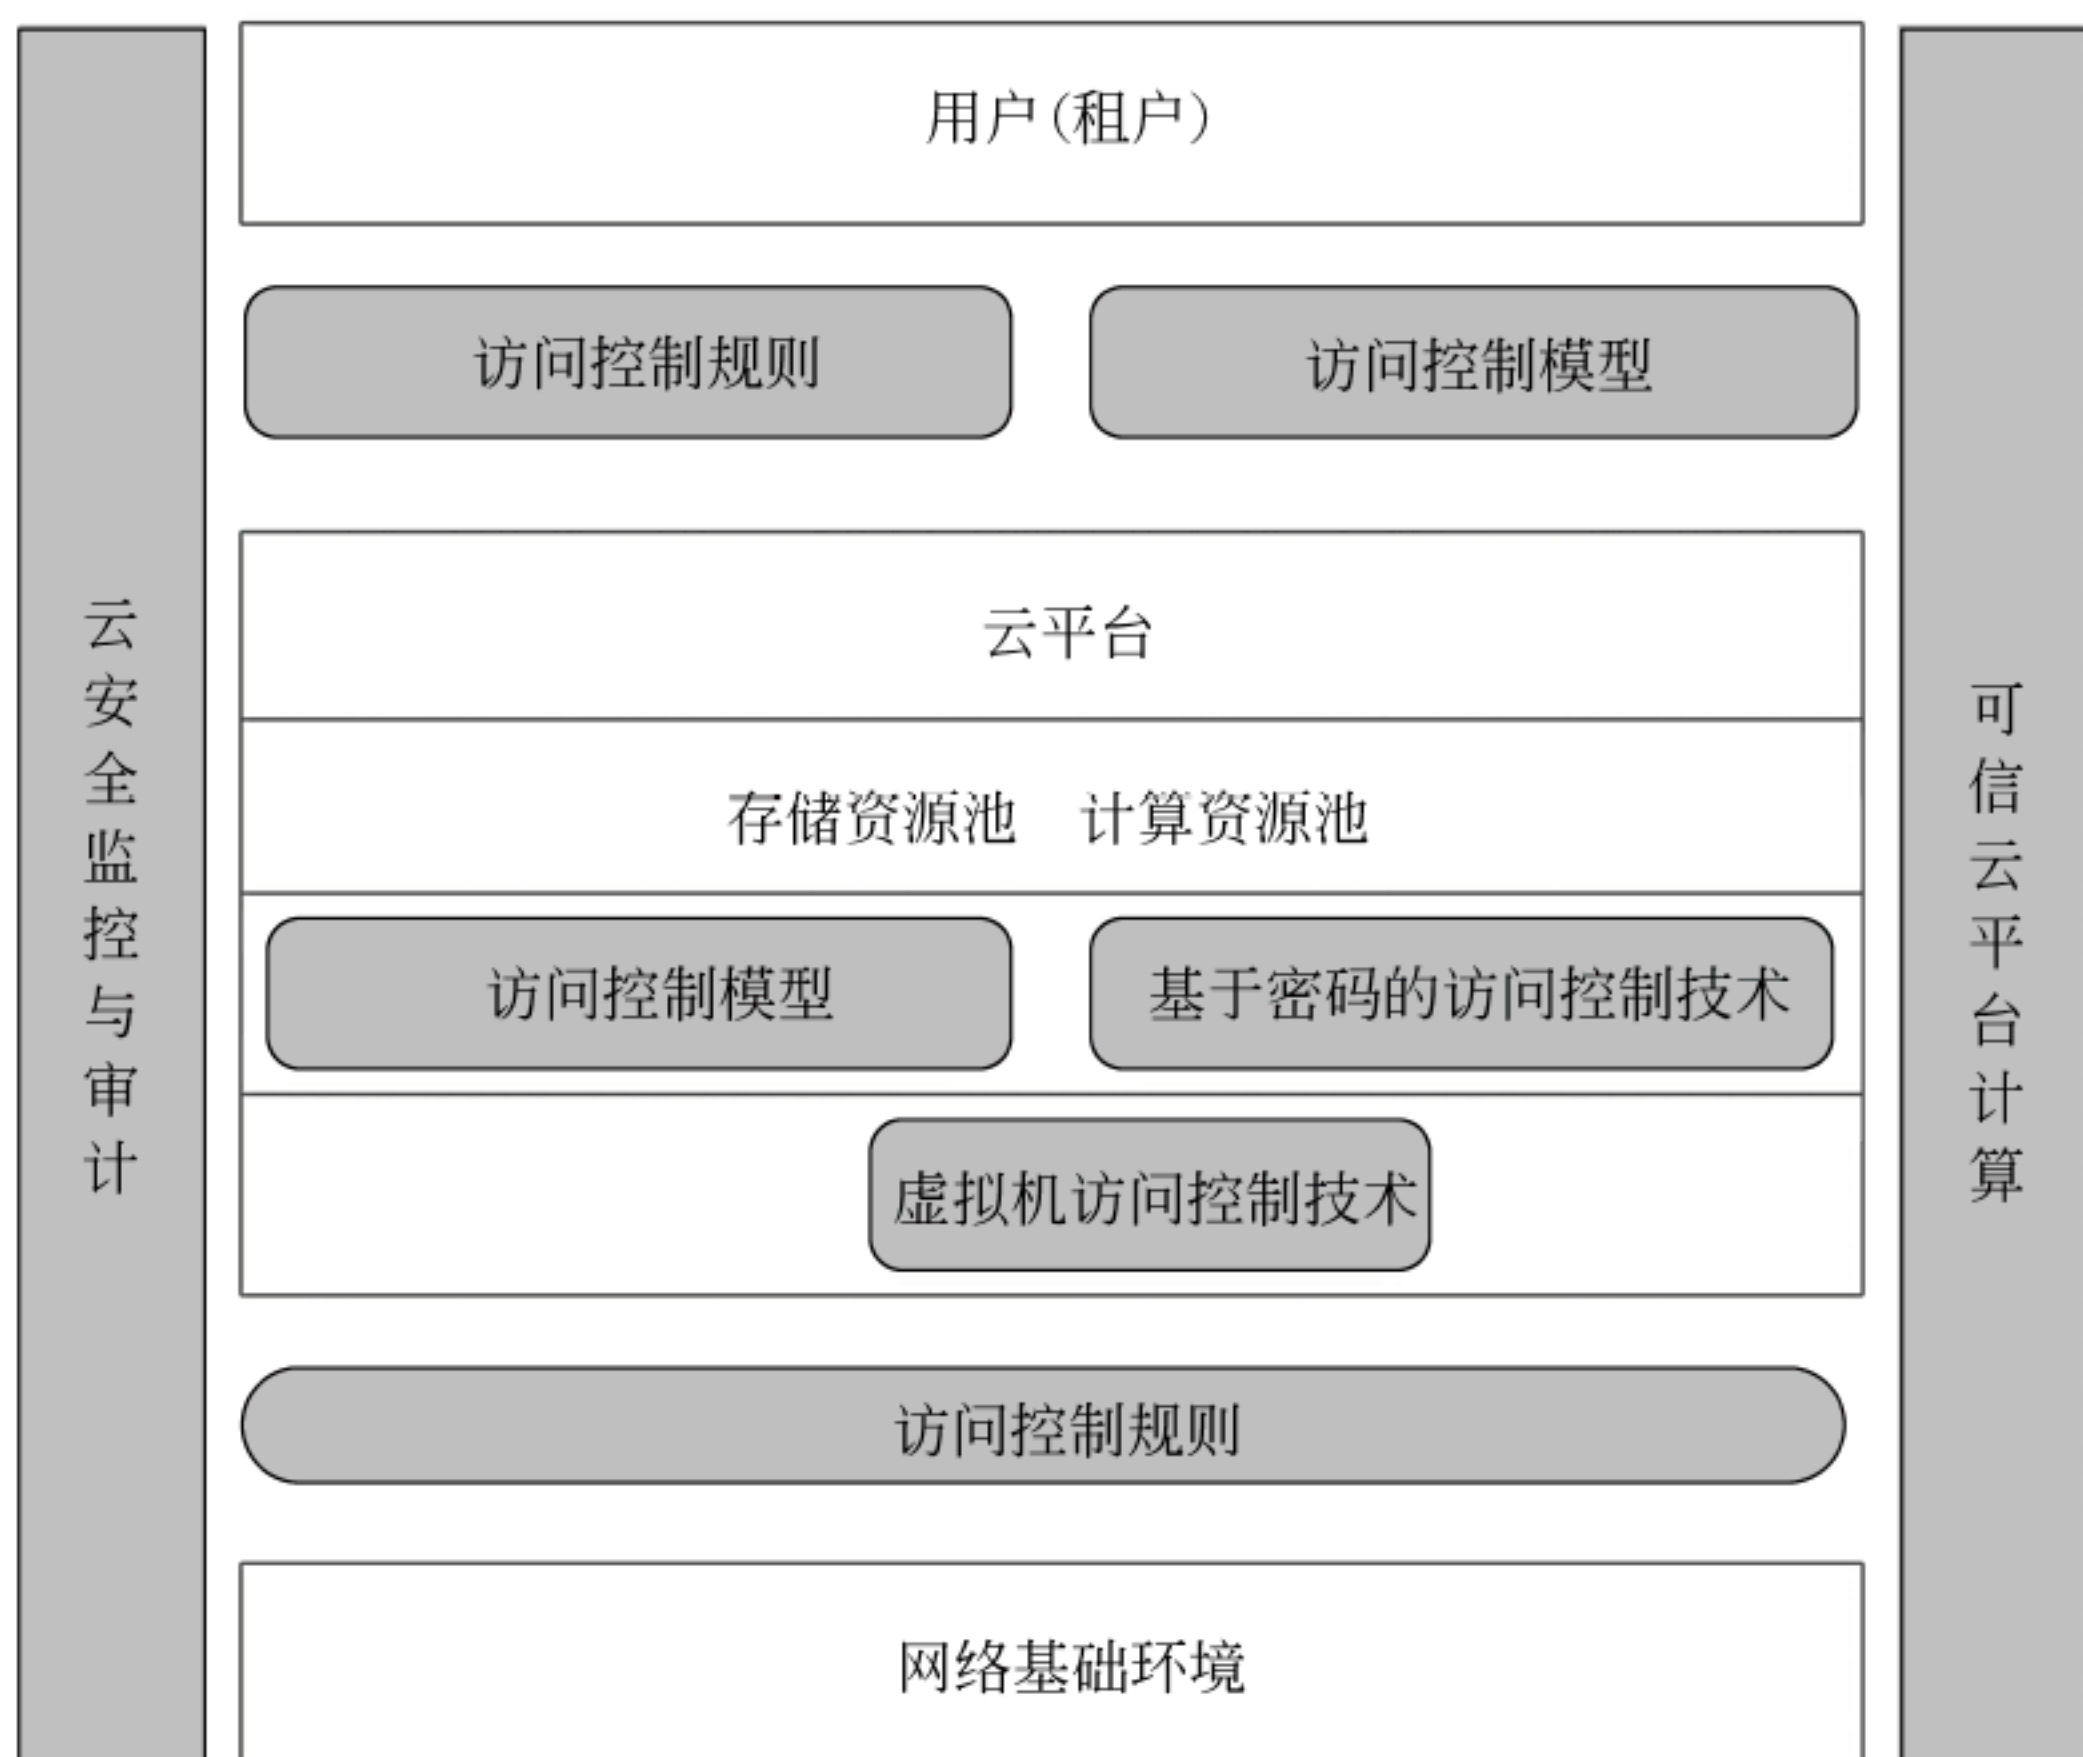 用户(租户)
访问控制规则
访问控制模型
云平台
存储资源池 计算资源池
访问控制模型
基于密码的访问控制技术
虚拟机访问控制技术
访问控制规则
网络基础环境
云安全监控与审计
可信云平台计算